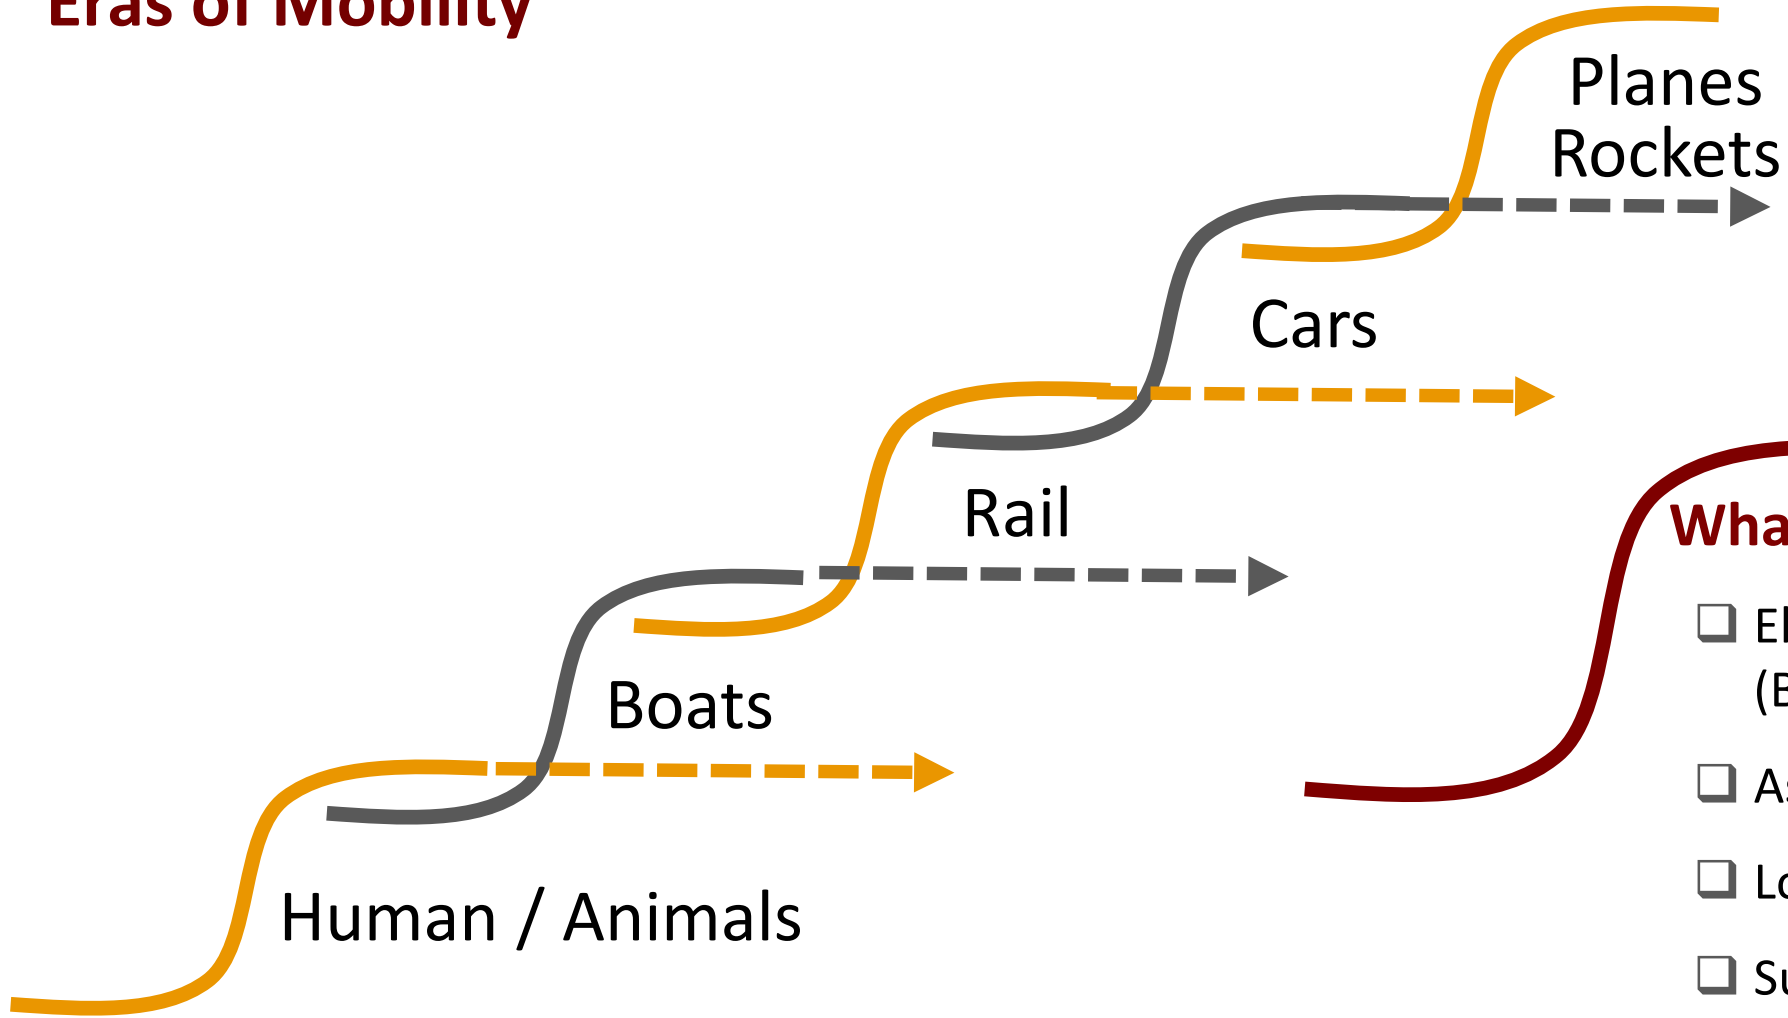 Eras of Mobility
Planes
Rockets
Cars
Rail
Boats
Human / Animals